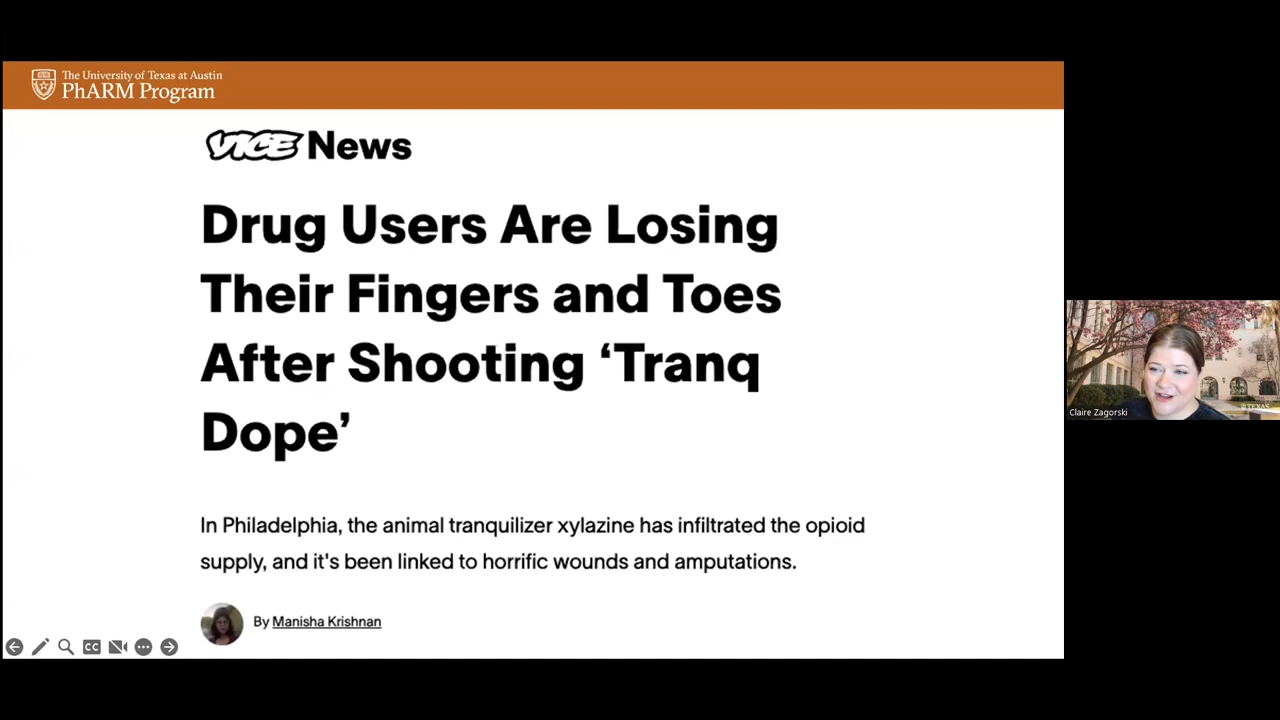 The University of Texas at Austin
PhARM Program
VICE News
Drug Users Are Losing
Their Fingers and Toes
After Shooting ‘Tranq
Dope’
In Philadelphia, the animal tranquilizer xylazine has infiltrated the opioid
supply, and it's been linked to horrific wounds and amputations.
By Manisha Krishnan
CC
TEXAS
Claire Zagorski